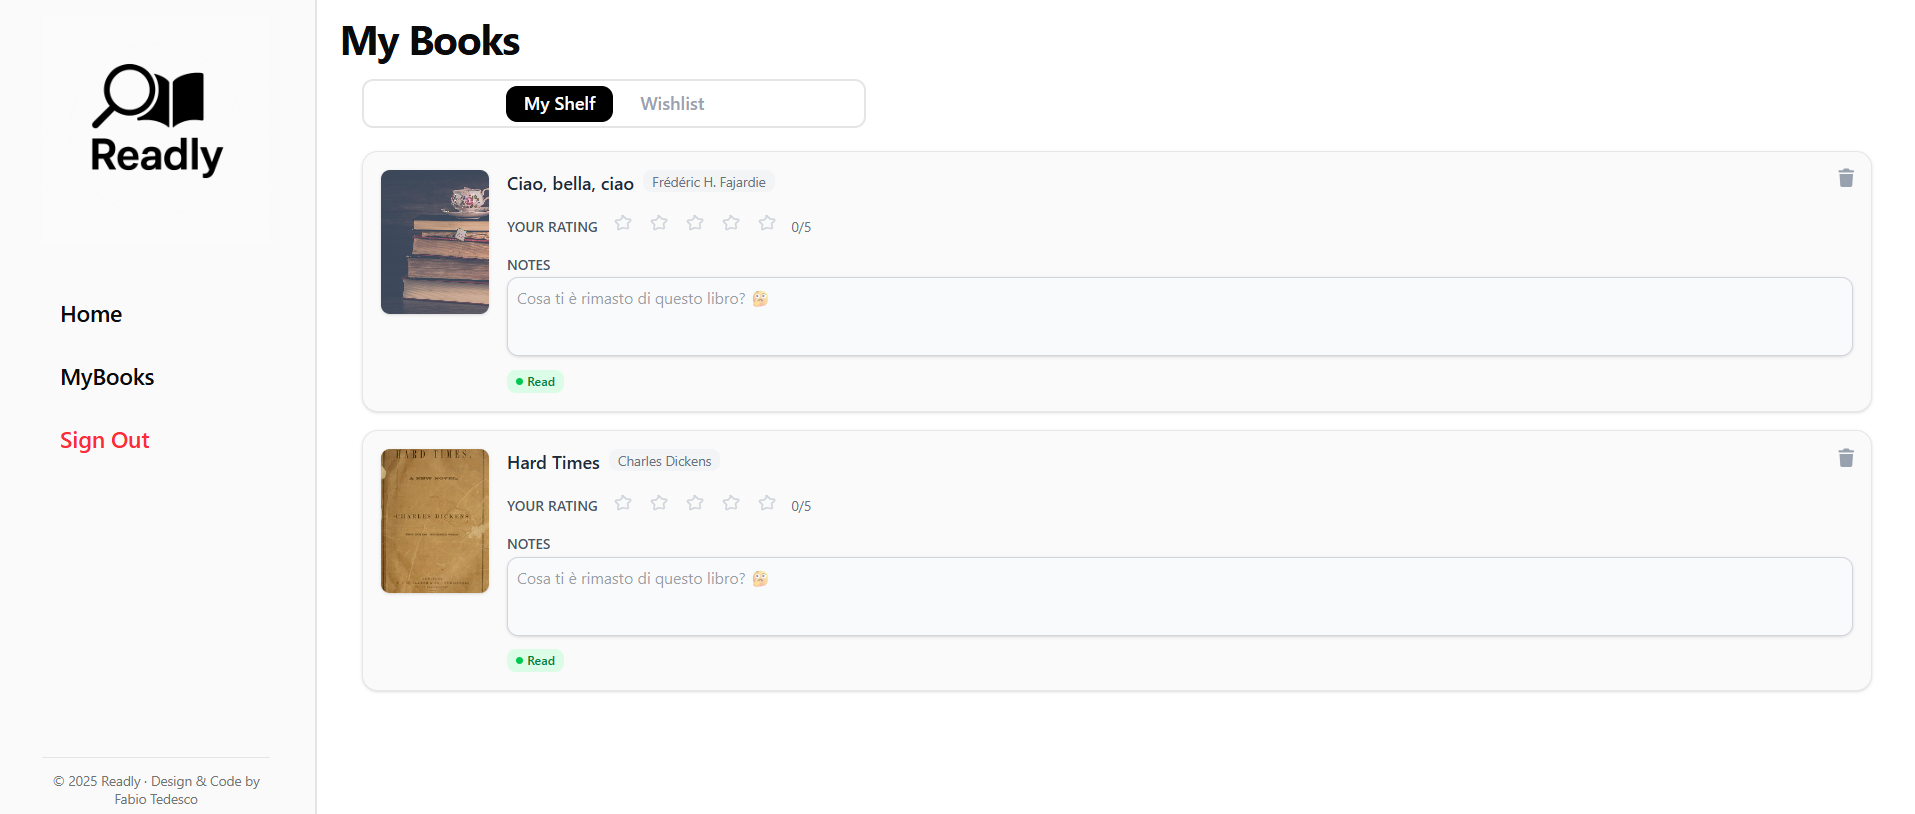 Readly
Home
MyBooks
Sign Out
© 2025 Readly · Design & Code by
Fabio Tedesco
My Books
My Shelf Wishlist
Ciao, bella, ciao Frédéric H. Fajardie
YOUR RATING 0/5
NOTES
Cosa ti è rimasto di questo libro? 🤔
Read
HARD TIMES.
A NEW NOVEL.
CHARLES DICKENS.
Hard Times Charles Dickens
YOUR RATING 0/5
NOTES
Cosa ti è rimasto di questo libro? 🤔
Read